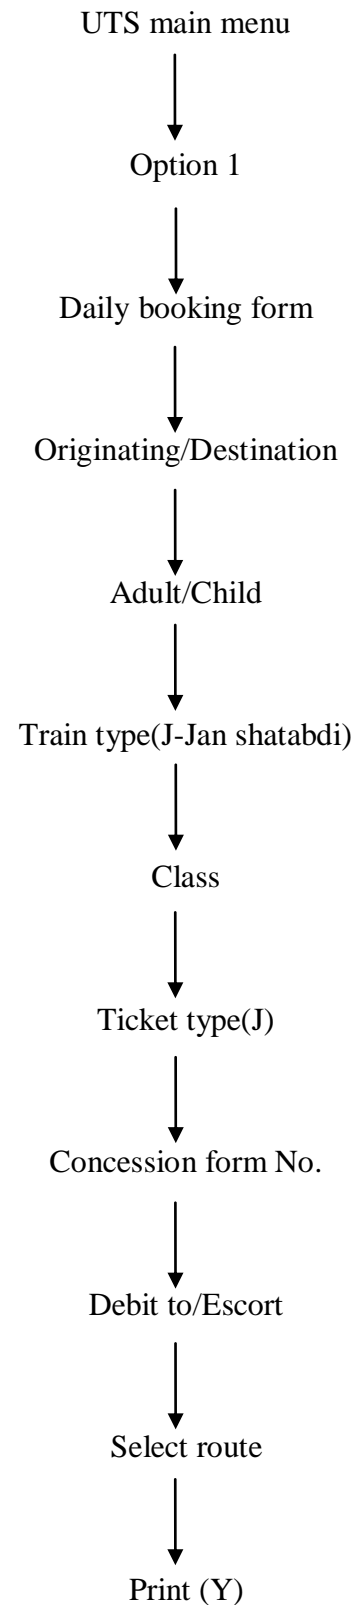 UTS main menu
Option 1
Daily booking form
Originating/Destination
Adult/Child
Train type(J-Jan shatabdi)
Class
Ticket type(J)
Concession form No.
Debit to/Escort
Select route
Print (Y)